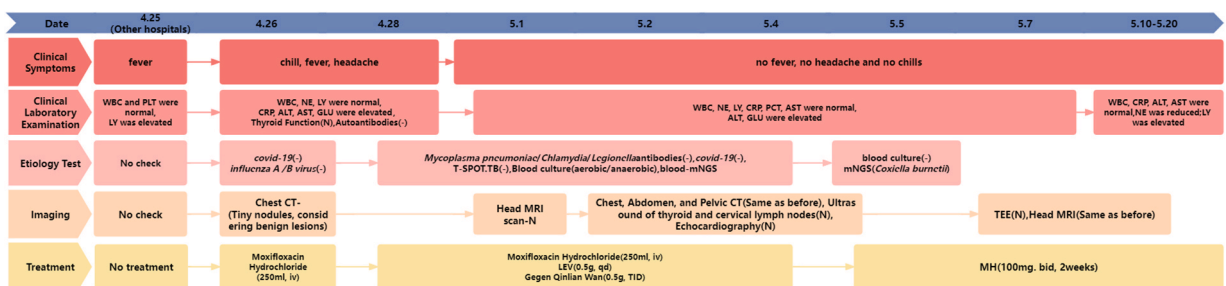 Date
4.25
(Other hospitals)
4.26
4.28
5.1
5.2
5.4
5.5
5.7
5.10-5.20
Clinical
Symptoms
fever
chill, fever, headache
no fever, no headache and no chills
Clinical
Laboratory
Examination
WBC and PLT were
normal,
LY was elevated
WBC, NE, LY were normal,
CRP, ALT, AST, GLU were elevated,
Thyroid Function(N),Autoantibodies(-)
WBC, NE, LY, CRP, PCT, AST were normal,
ALT, GLU were elevated
WBC, CRP, ALT, AST were
normal,NE was reduced;LY
was elevated
Etiology Test
No check
covid-19(-)
influenza A /B virus(-)
Mycoplasma pneumoniae/Chlamydia/Legionellaantibodies(-),covid-19(-),
T-SPOT.TB(-),Blood culture(aerobic/anaerobic),blood-mNGS
blood culture(-)
mNGS(Coxiella burnetii)
Imaging
No check
Chest CT-
(Tiny nodules, consid
ering benign lesions)
Head MRI
scan-N
Chest, Abdomen, and Pelvic CT(Same as before), Ultras
ound of thyroid and cervical lymph nodes(N),
Echocardiography(N)
TEE(N),Head MRI(Same as before)
Treatment
No treatment
Moxifloxacin
Hydrochloride
(250ml, iv)
Moxifloxacin Hydrochloride(250ml, iv)
LEV(0.5g, qd)
Gegen Qinlian Wan(0.5g, TID)
MH(100mg. bid, 2weeks)